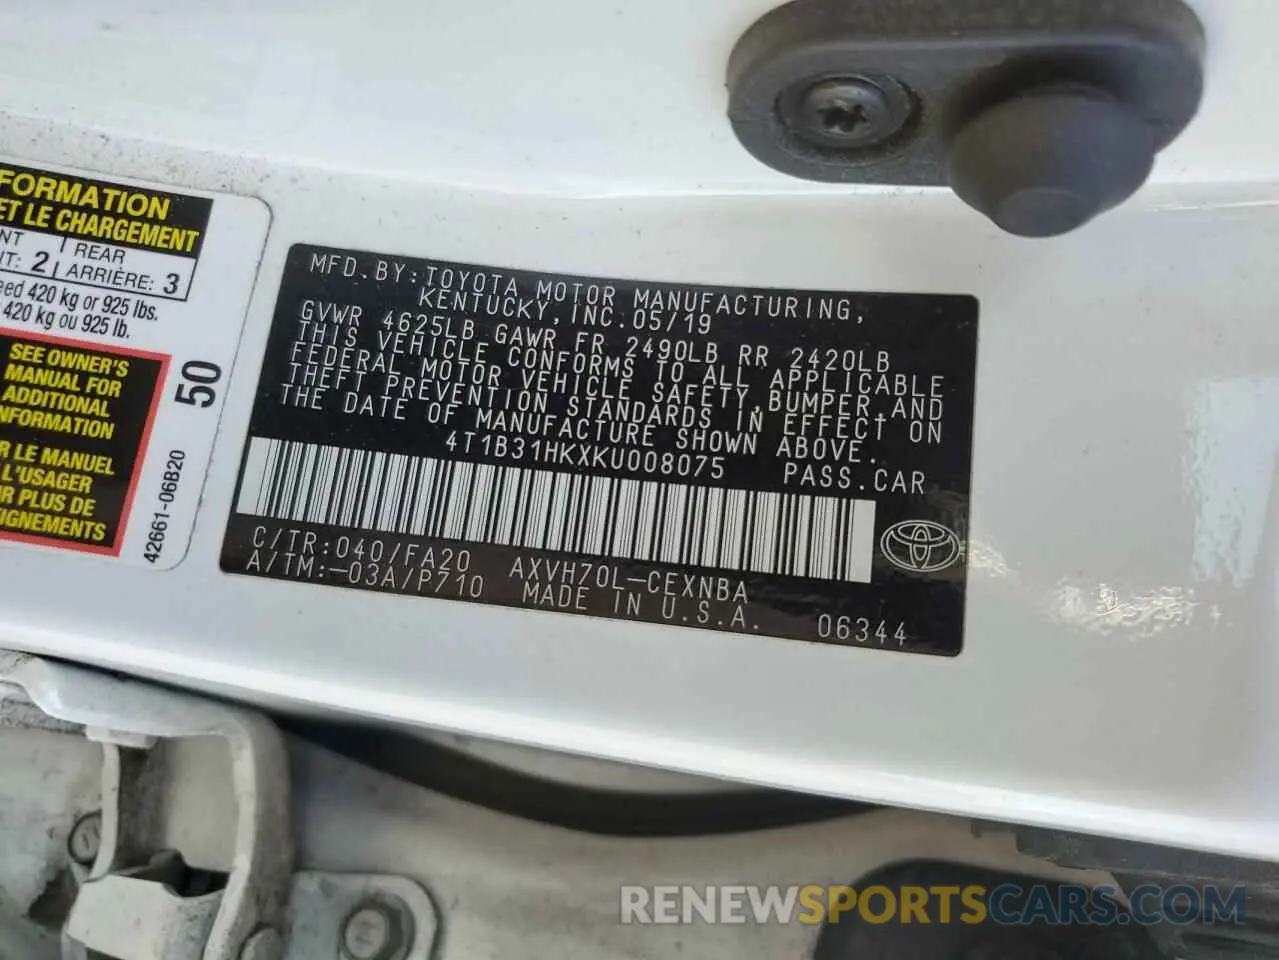 FORMATION
ET LE CHARGEMENT
NT
T: 2
REAR
ARRIÈRE: 3
eed 420 kg or 925 lbs.
420 kg ou 925 lb.
SEE OWNER'S
MANUAL FOR
ADDITIONAL
INFORMATION
R LE MANUEL
L'USAGER
R PLUS DE
IGNEMENTS
50
42661-06B20
MFD.BY:TOYOTA MOTOR MANUFACTURING,
KENTUCKY,INC.05/19
GVWR 4625LB GAWR FR 2490LB RR 2420LB
THIS VEHICLE CONFORMS TO ALL APPLICABLE
FEDERAL MOTOR VEHICLE SAFETY,BUMPER,AND
THEFT PREVENTION STANDARDS IN EFFECT ON
THE DATE OF MANUFACTURE SHOWN ABOVE.
4T1B31HKXKU008075 PASS.CAR
C/TR:040/FA20 AXVH70L-CEXNBA
A/TM:-03A/P710 MADE IN U.S.A. 06344
RENEWSPORTSCARS.COM